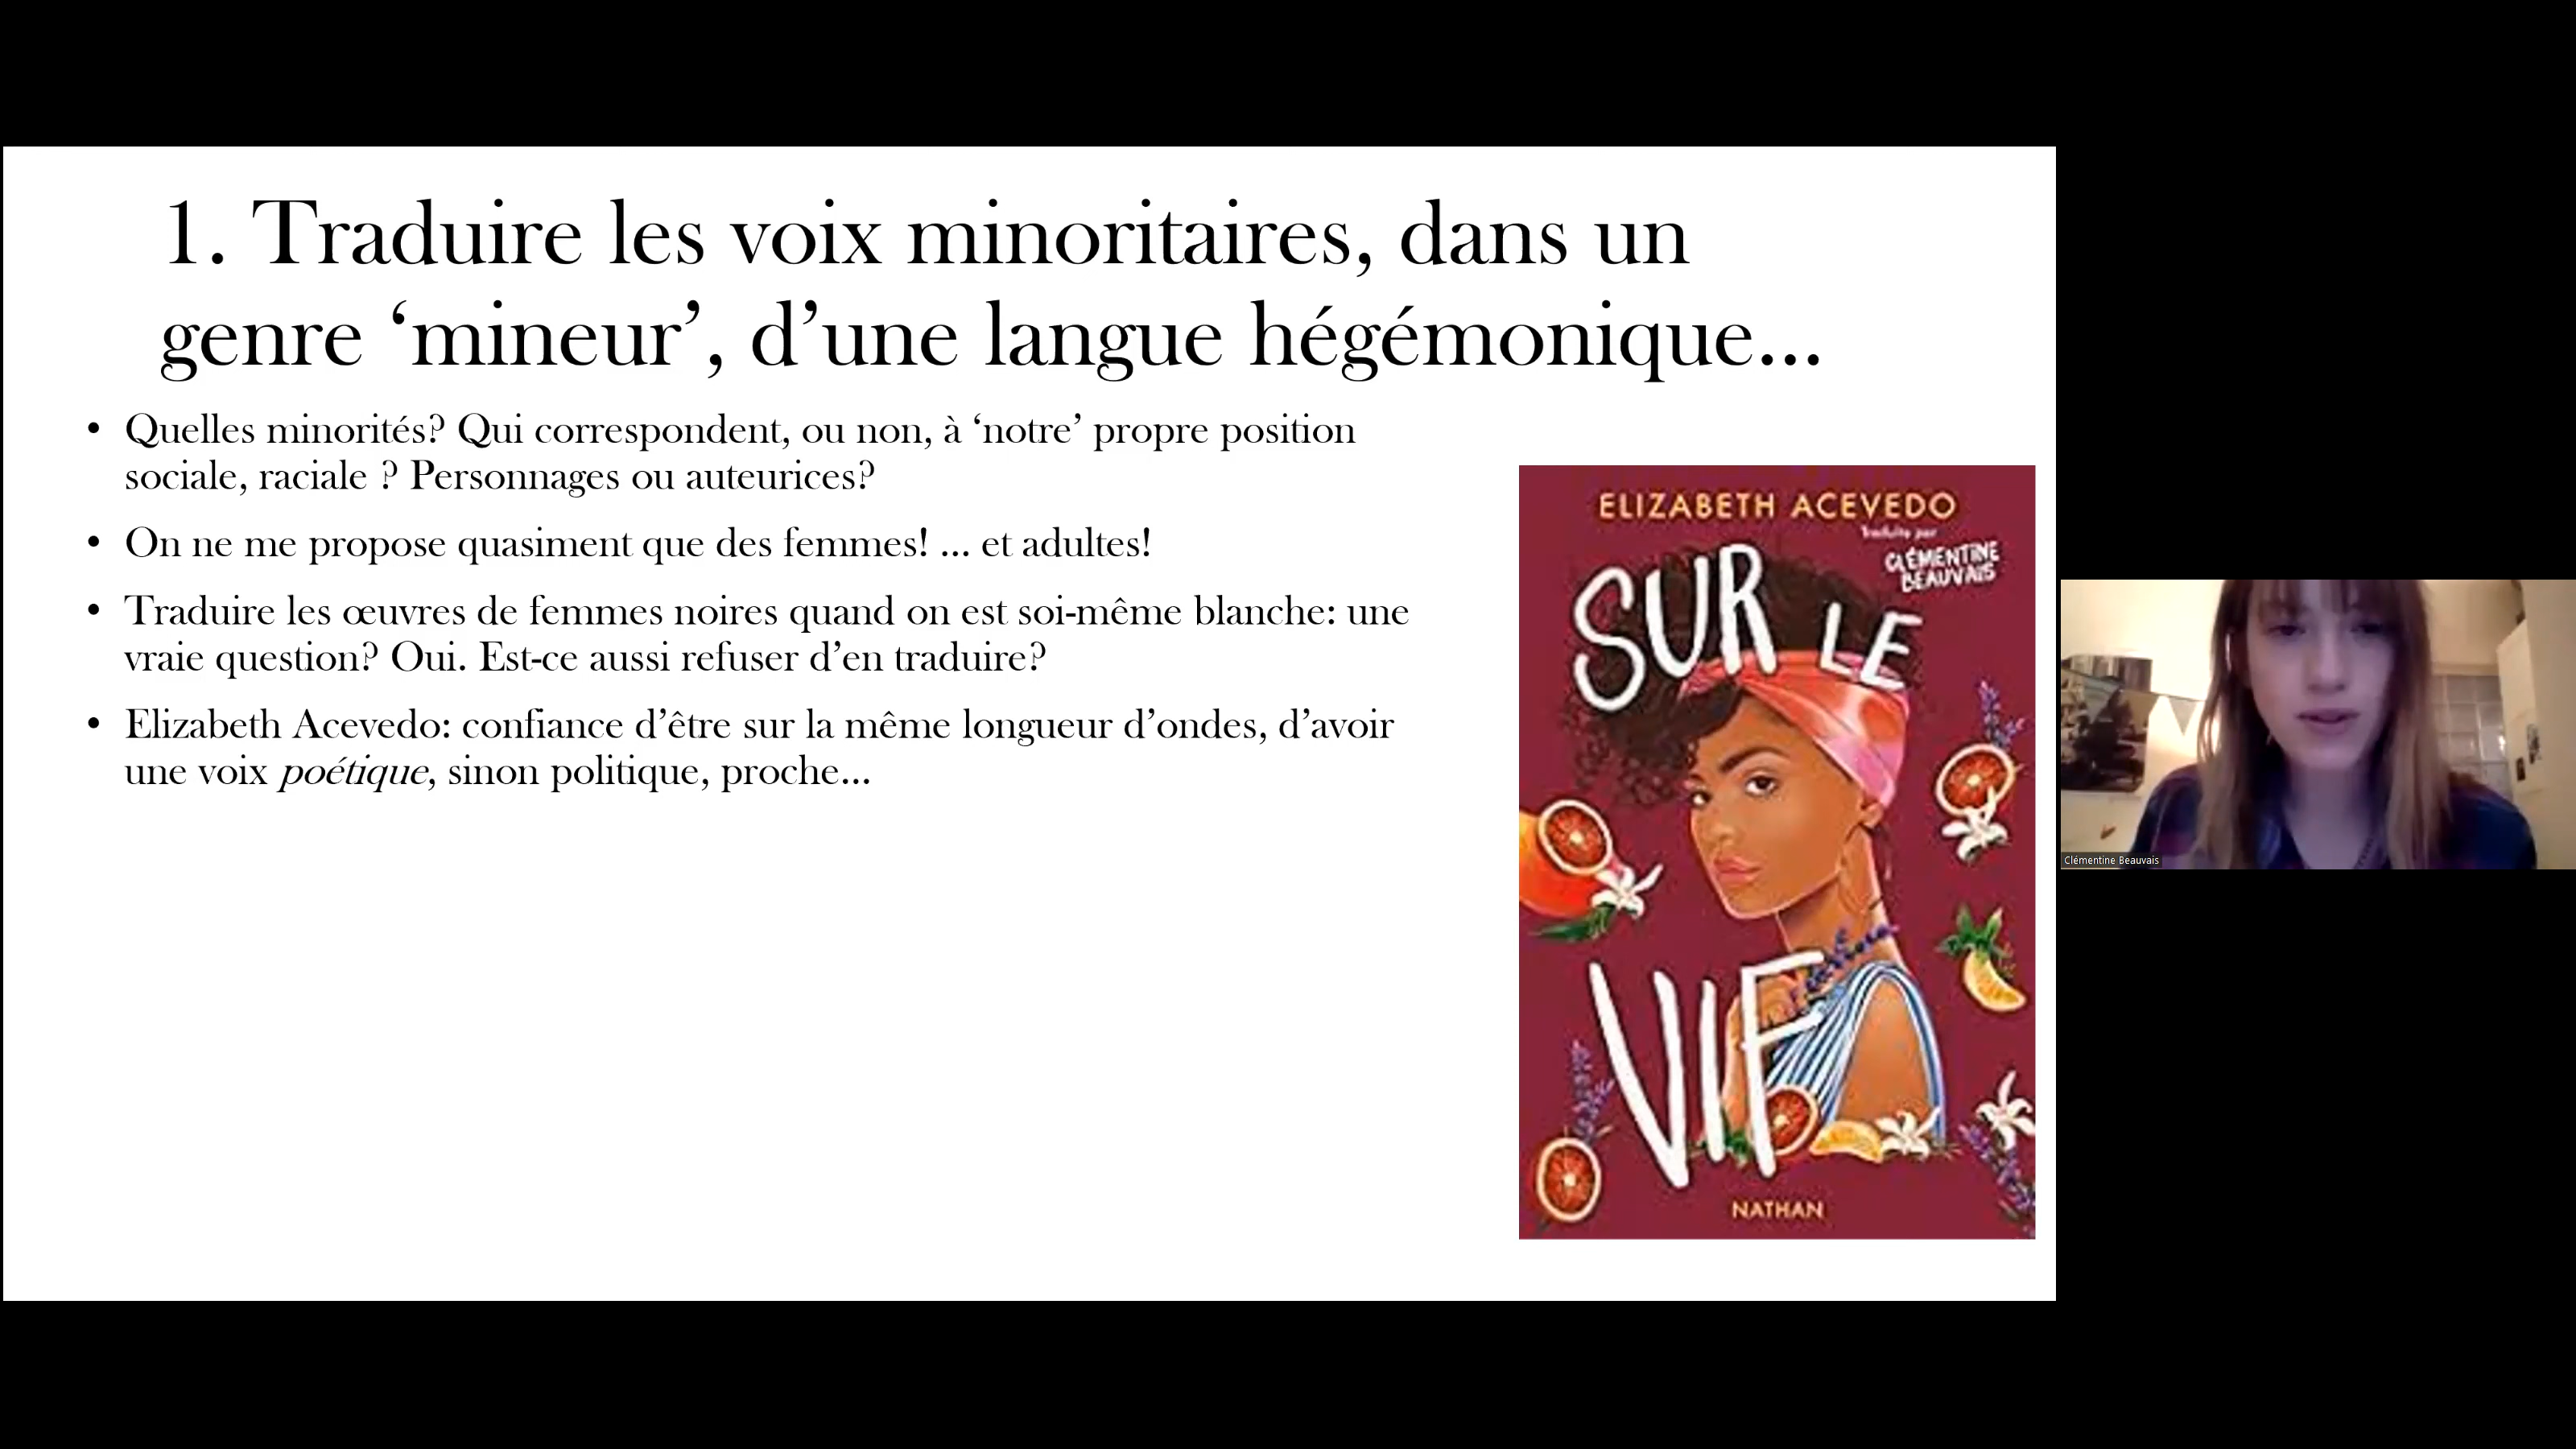 1. Traduire les voix minoritaires, dans un
genre ‘mineur’, d’une langue hégémonique…
• Quelles minorités? Qui correspondent, ou non, à ‘notre’ propre position
sociale, raciale ? Personnages ou auteurices?
• On ne me propose quasiment que des femmes! … et adultes!
• Traduire les œuvres de femmes noires quand on est soi-même blanche: une
vraie question? Oui. Est-ce aussi refuser d’en traduire?
• Elizabeth Acevedo: confiance d’être sur la même longueur d’ondes, d’avoir
une voix poétique, sinon politique, proche…
ELIZABETH ACEVEDO
Traduite par
CLÉMENTINE
BEAUVAIS
SUR LE
VIF
NATHAN
Clémentine Beauvais